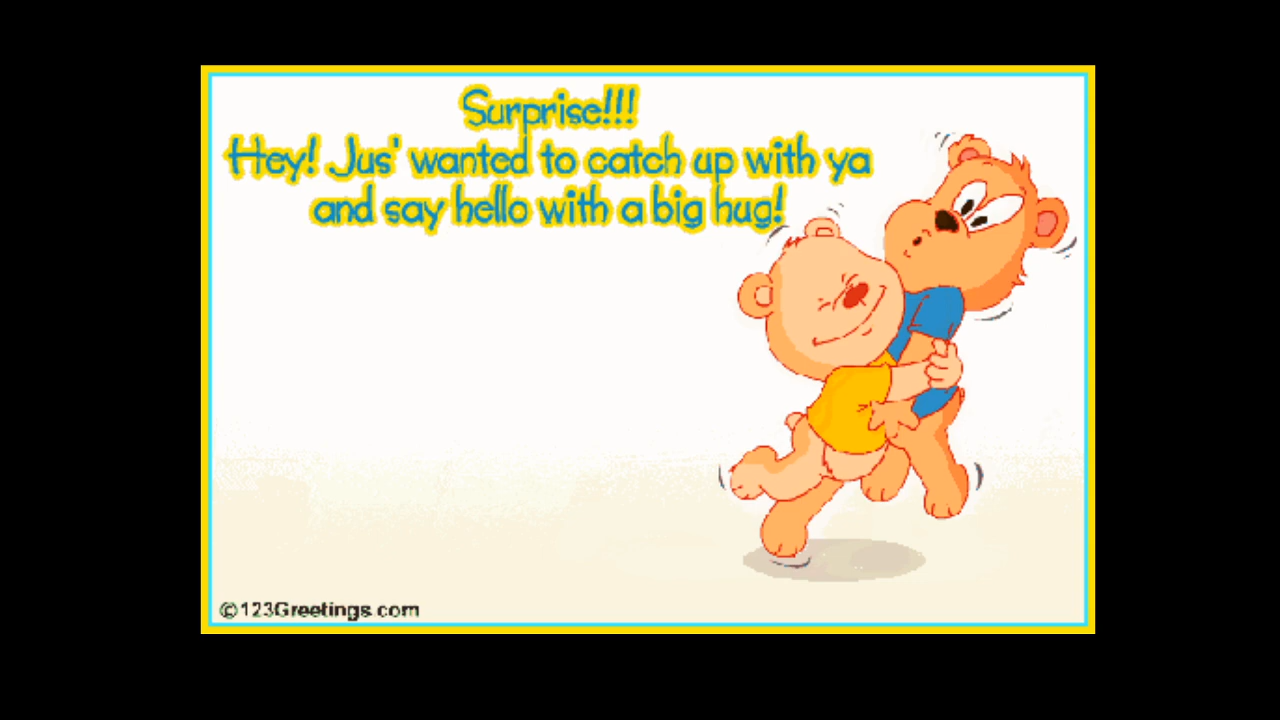 Surprise!!!
Hey! Jus' wanted to catch up with ya
and say hello with a big hug!
©123Greetings.com